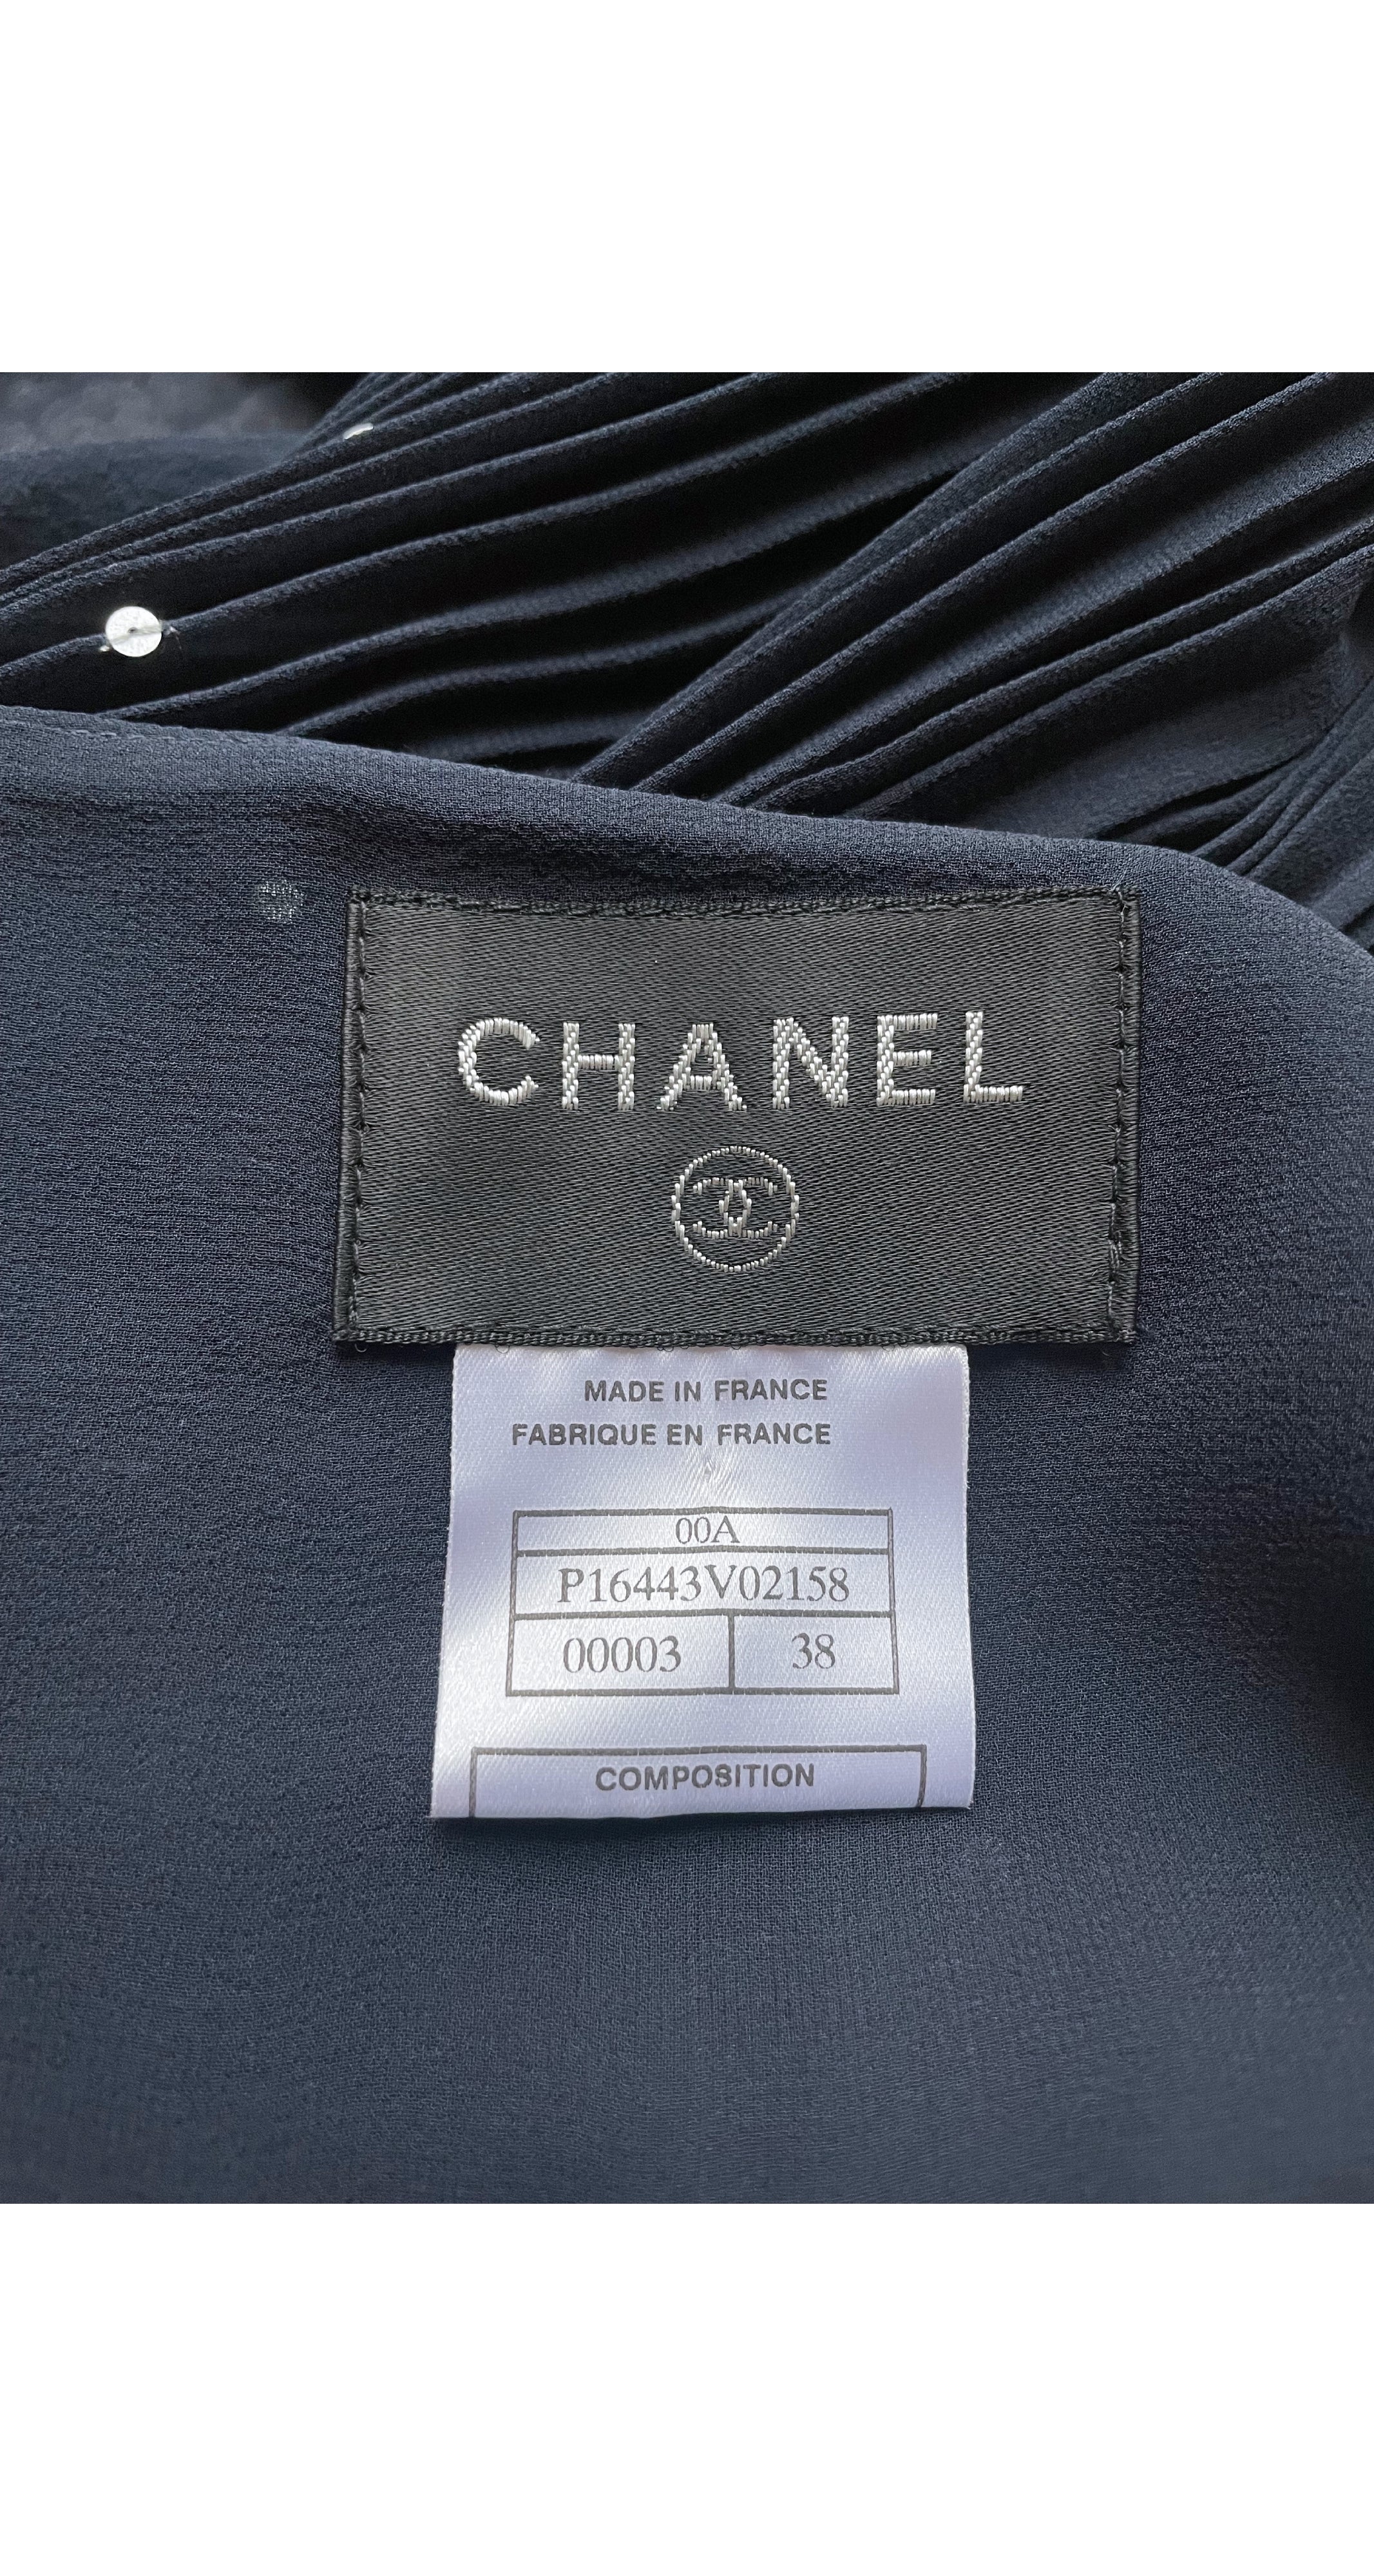 CHANEL
MADE IN FRANCE
FABRIQUE EN FRANCE
00A
P16443V02158
00003 38
COMPOSITION